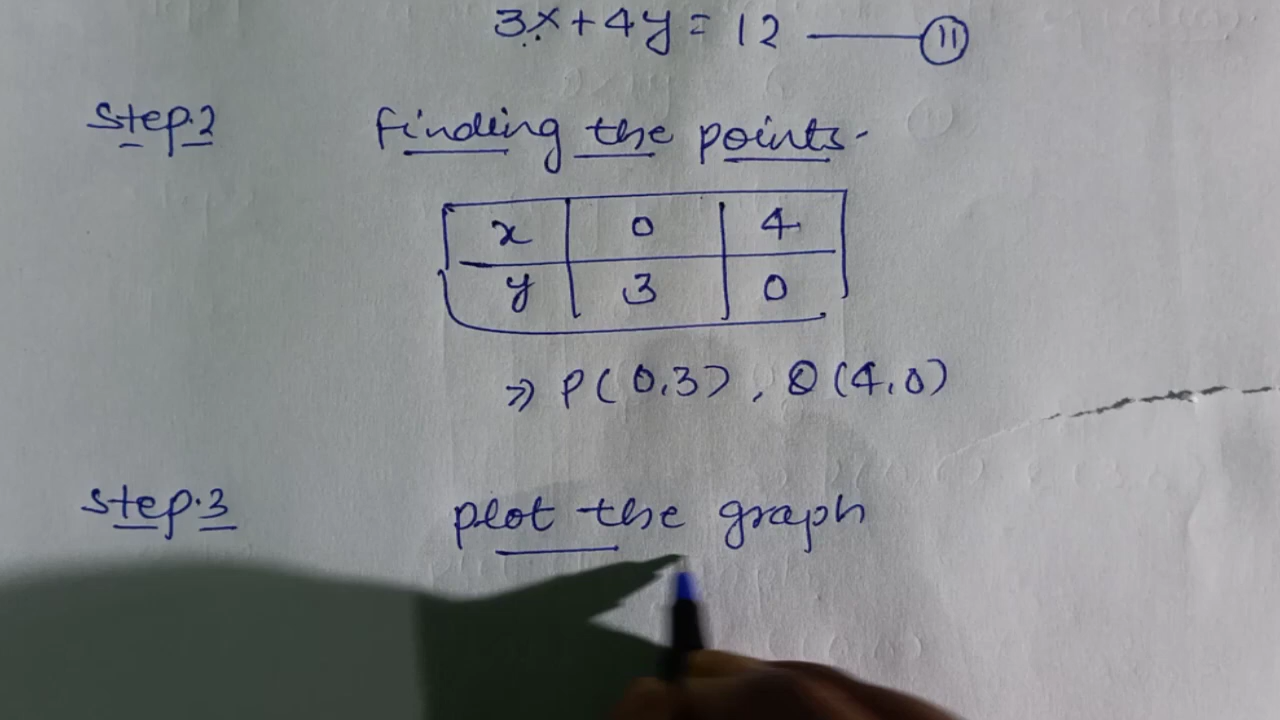 3x+4y=12 —— 11
Step.2 Finding the points.
x 0 4
y 3 0
⇒ P(0,3), Q(4,0)
Step.3 plot the graph